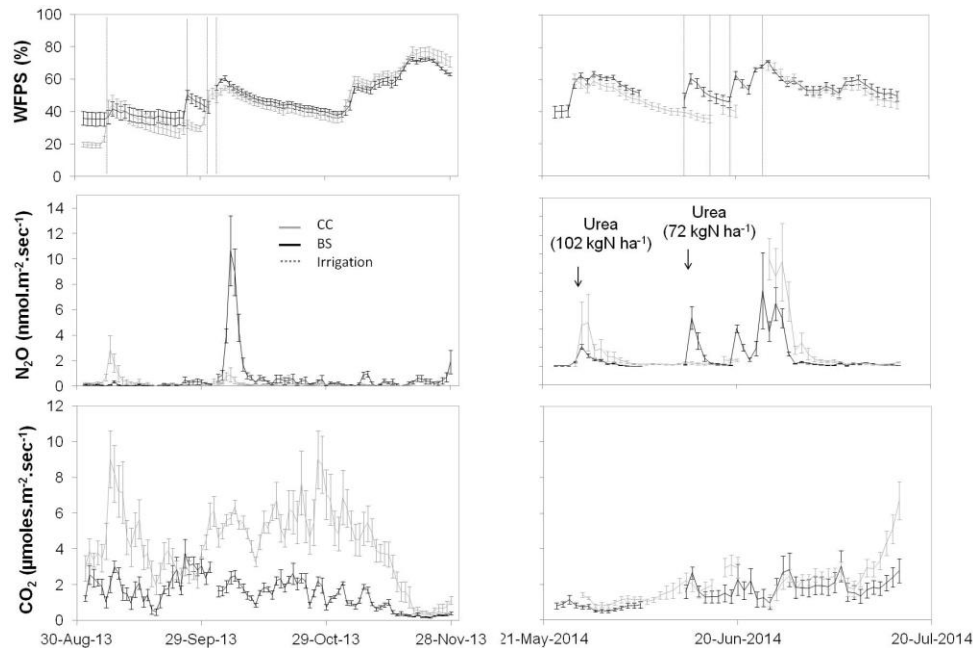 100
80
60
40
20
0
WFPS (%)
14
12
10
8
6
4
2
0
N₂O (nmol.m⁻².sec⁻¹)
CC
BS
Irrigation
Urea
(102 kgN ha⁻¹)
Urea
(72 kgN ha⁻¹)
12
10
8
6
4
2
0
CO₂ (µmoles.m⁻².sec⁻¹)
30-Aug-13 29-Sep-13 29-Oct-13 28-Nov-13 21-May-2014 20-Jun-2014 20-Jul-2014